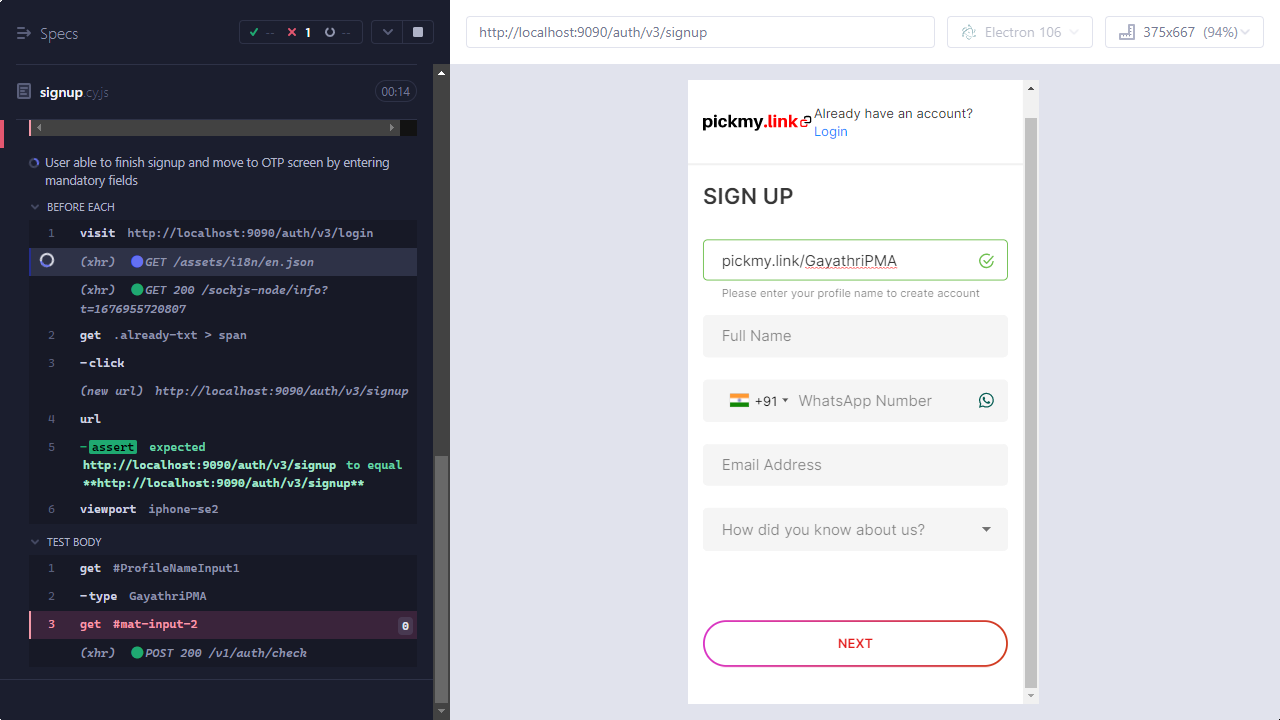 Specs
--
1
--
signup.cy.js
00:14
User able to finish signup and move to OTP screen by entering
mandatory fields
BEFORE EACH
1 visit http://localhost:9090/auth/v3/login
(xhr) GET /assets/i18n/en.json
(xhr) GET 200 /sockjs-node/info?
t=1676955720807
2 get .already-txt > span
3 -click
(new url) http://localhost:9090/auth/v3/signup
4 url
5 -assert expected
http://localhost:9090/auth/v3/signup to equal
**http://localhost:9090/auth/v3/signup**
6 viewport iphone-se2
TEST BODY
1 get #ProfileNameInput1
2 -type GayathriPMA
3 get #mat-input-2 0
(xhr) POST 200 /v1/auth/check
http://localhost:9090/auth/v3/signup
Electron 106
375x667 (94%)
pickmy.link
Already have an account?
Login
SIGN UP
pickmy.link/GayathriPMA
Please enter your profile name to create account
Full Name
+91 WhatsApp Number
Email Address
How did you know about us?
NEXT